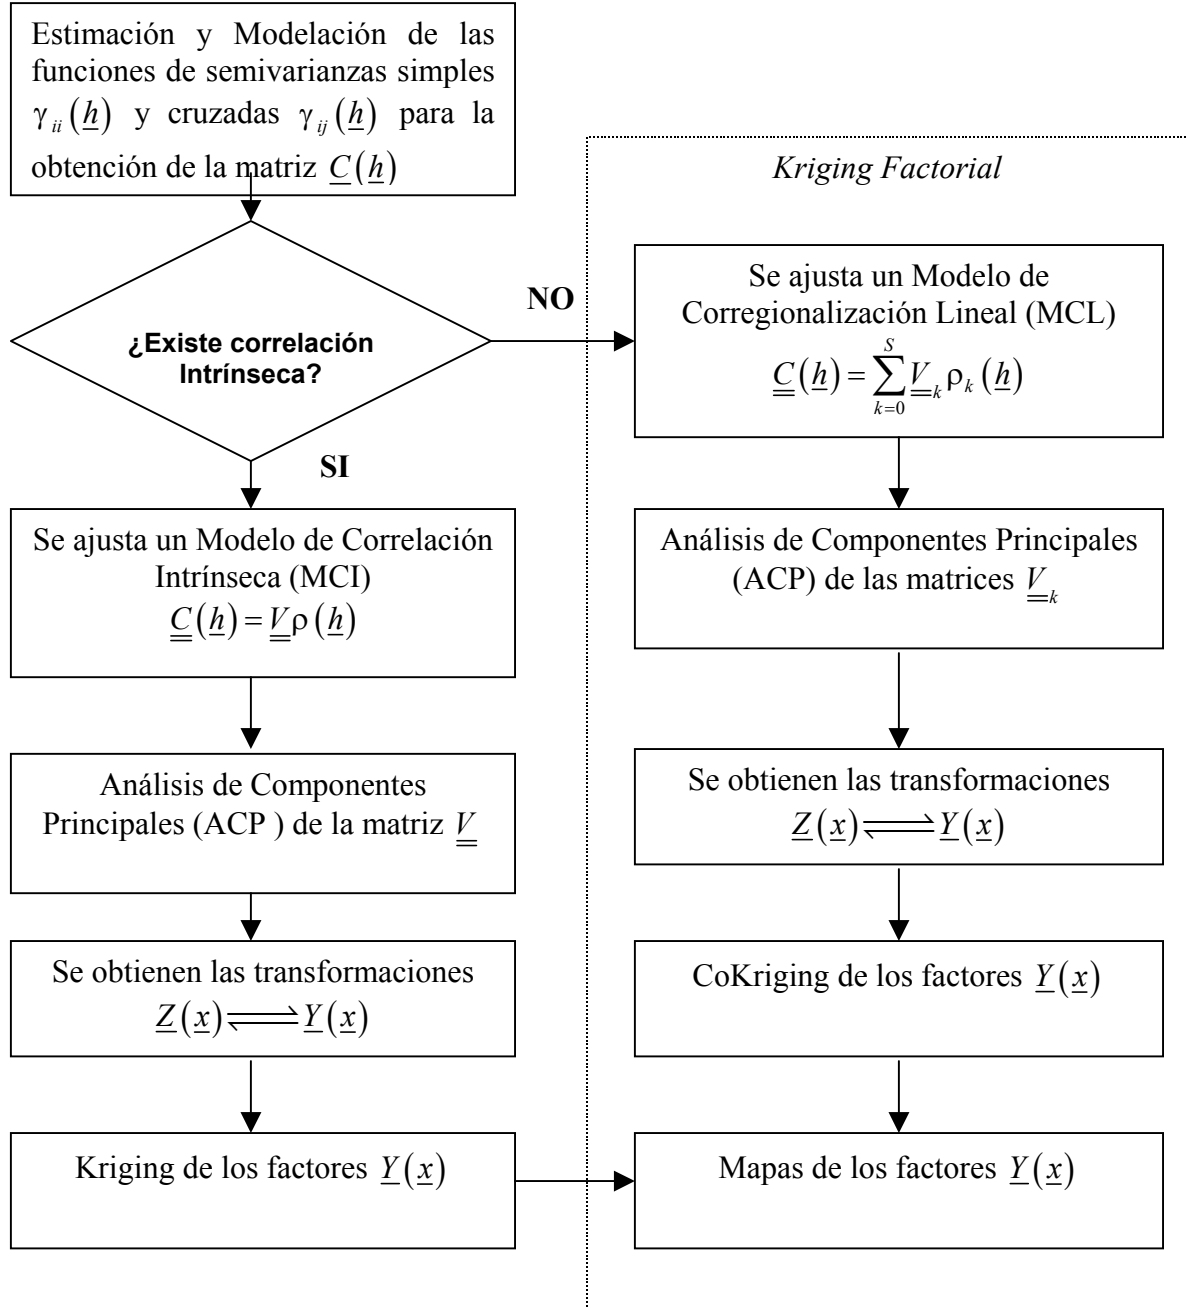 Estimación y Modelación de las
funciones de semivarianzas simples
γ_ii(h) y cruzadas γ_ij(h) para la
obtención de la matriz C(h)
Kriging Factorial
¿Existe correlación
Intrínseca?
NO
SI
Se ajusta un Modelo de
Corregionalización Lineal (MCL)
C(h) = ∑_{k=0}^{S} V_k ρ_k(h)
Se ajusta un Modelo de Correlación
Intrínseca (MCI)
C(h) = Vρ(h)
Análisis de Componentes Principales
(ACP) de las matrices V_k
Análisis de Componentes
Principales (ACP ) de la matriz V
Se obtienen las transformaciones
Z(x) ⇌ Y(x)
Se obtienen las transformaciones
Z(x) ⇌ Y(x)
CoKriging de los factores Y(x)
Kriging de los factores Y(x)
Mapas de los factores Y(x)